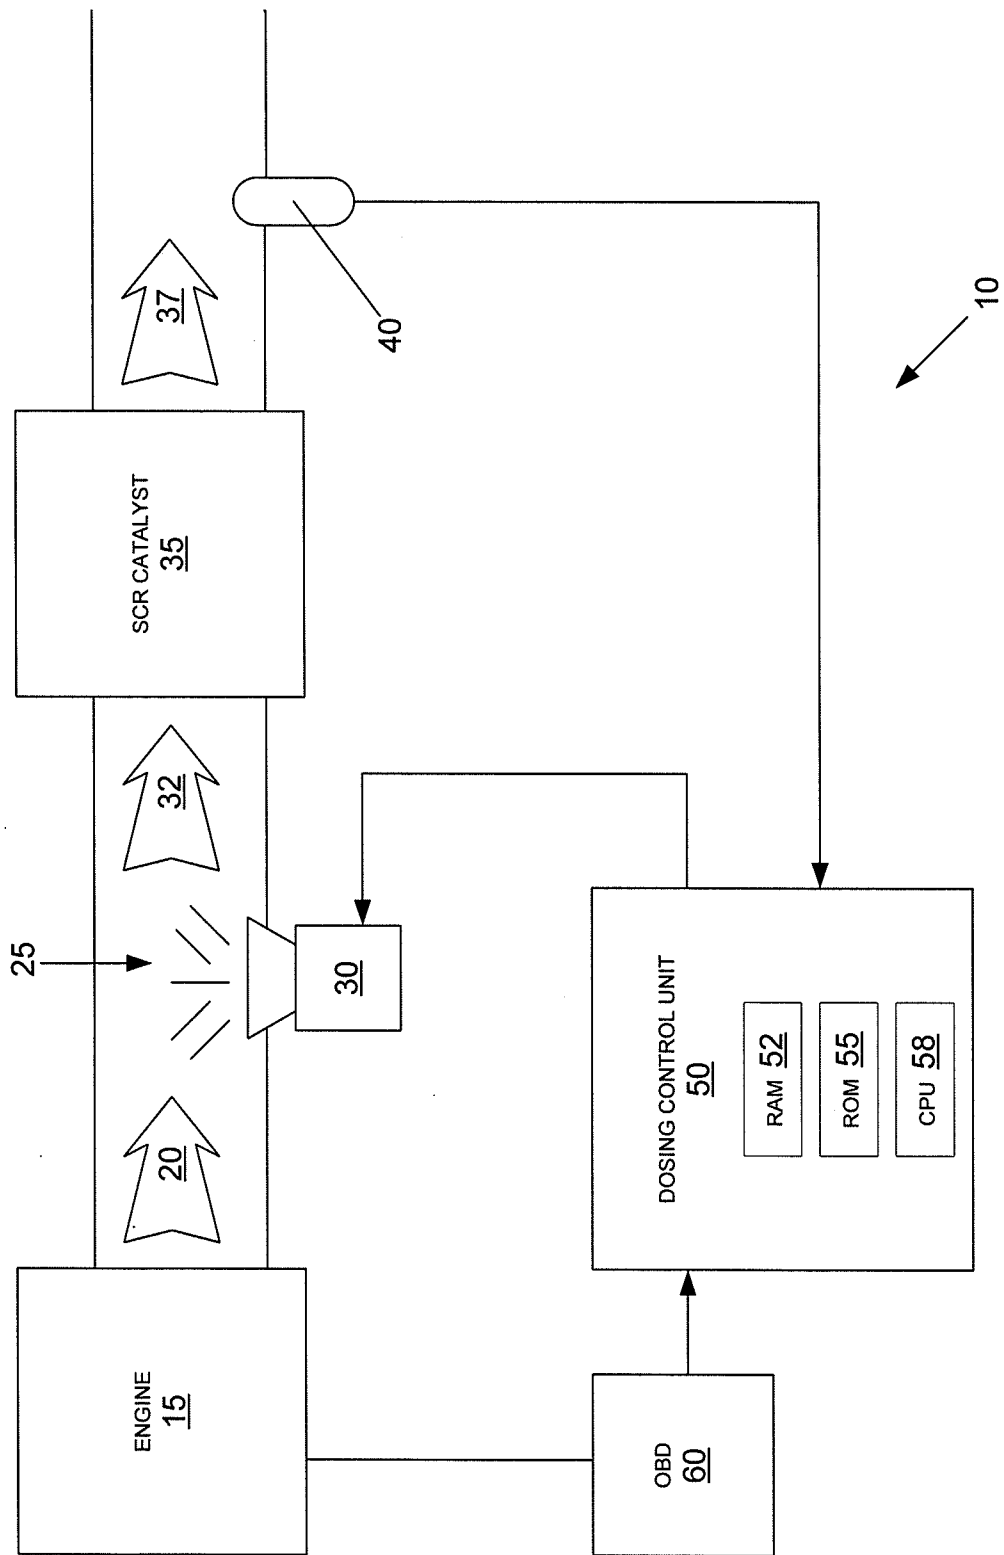 25
ENGINE
15
20
32
SCR CATALYST
35
37
30
40
OBD
60
DOSING CONTROL UNIT
50
RAM 52
ROM 55
CPU 58
10